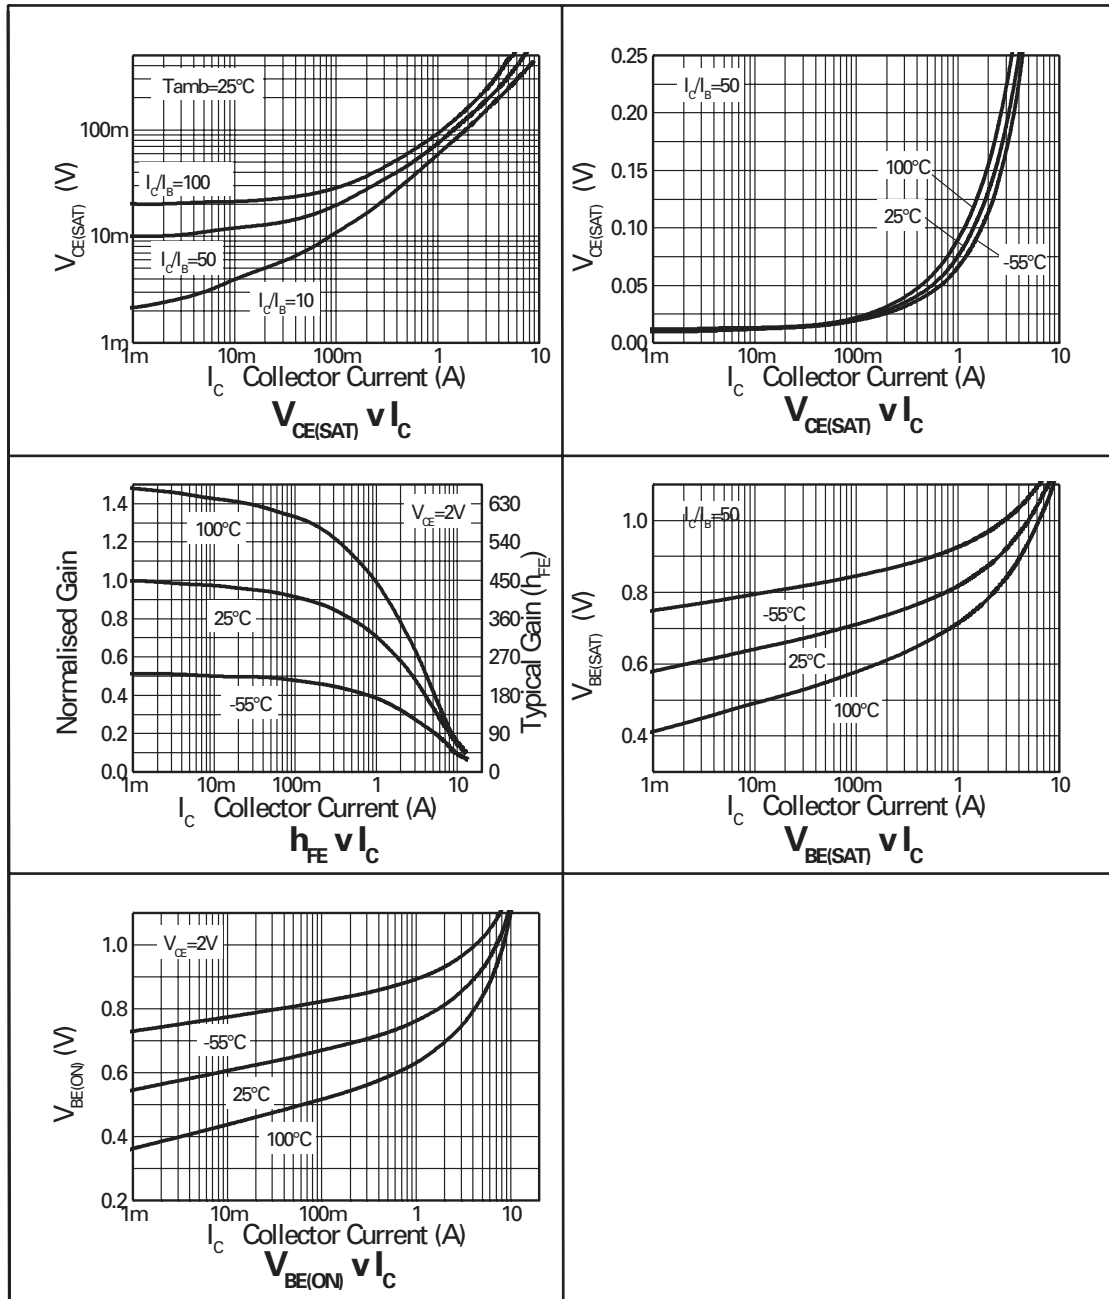 Tamb=25°C
100m
I_C/I_B=100
10m
I_C/I_B=50
I_C/I_B=10
1m
V_CE(SAT) (V)
1m 10m 100m 1 10
I_C Collector Current (A)
V_CE(SAT) v I_C
I_C/I_B=50
0.25
0.20
0.15
0.10
0.05
0.00
V_CE(SAT) (V)
100°C
25°C
-55°C
1m 10m 100m 1 10
I_C Collector Current (A)
V_CE(SAT) v I_C
V_CE=2V
1.4
1.2
1.0
0.8
0.6
0.4
0.2
0.0
Normalised Gain
100°C
25°C
-55°C
630
540
450
360
270
180
90
0
Typical Gain (h_FE)
1m 10m 100m 1 10
I_C Collector Current (A)
h_FE v I_C
I_C/I_B=50
1.0
0.8
0.6
0.4
V_BE(SAT) (V)
-55°C
25°C
100°C
1m 10m 100m 1 10
I_C Collector Current (A)
V_BE(SAT) v I_C
V_CE=2V
1.0
0.8
0.6
0.4
0.2
V_BE(ON) (V)
-55°C
25°C
100°C
1m 10m 100m 1 10
I_C Collector Current (A)
V_BE(ON) v I_C